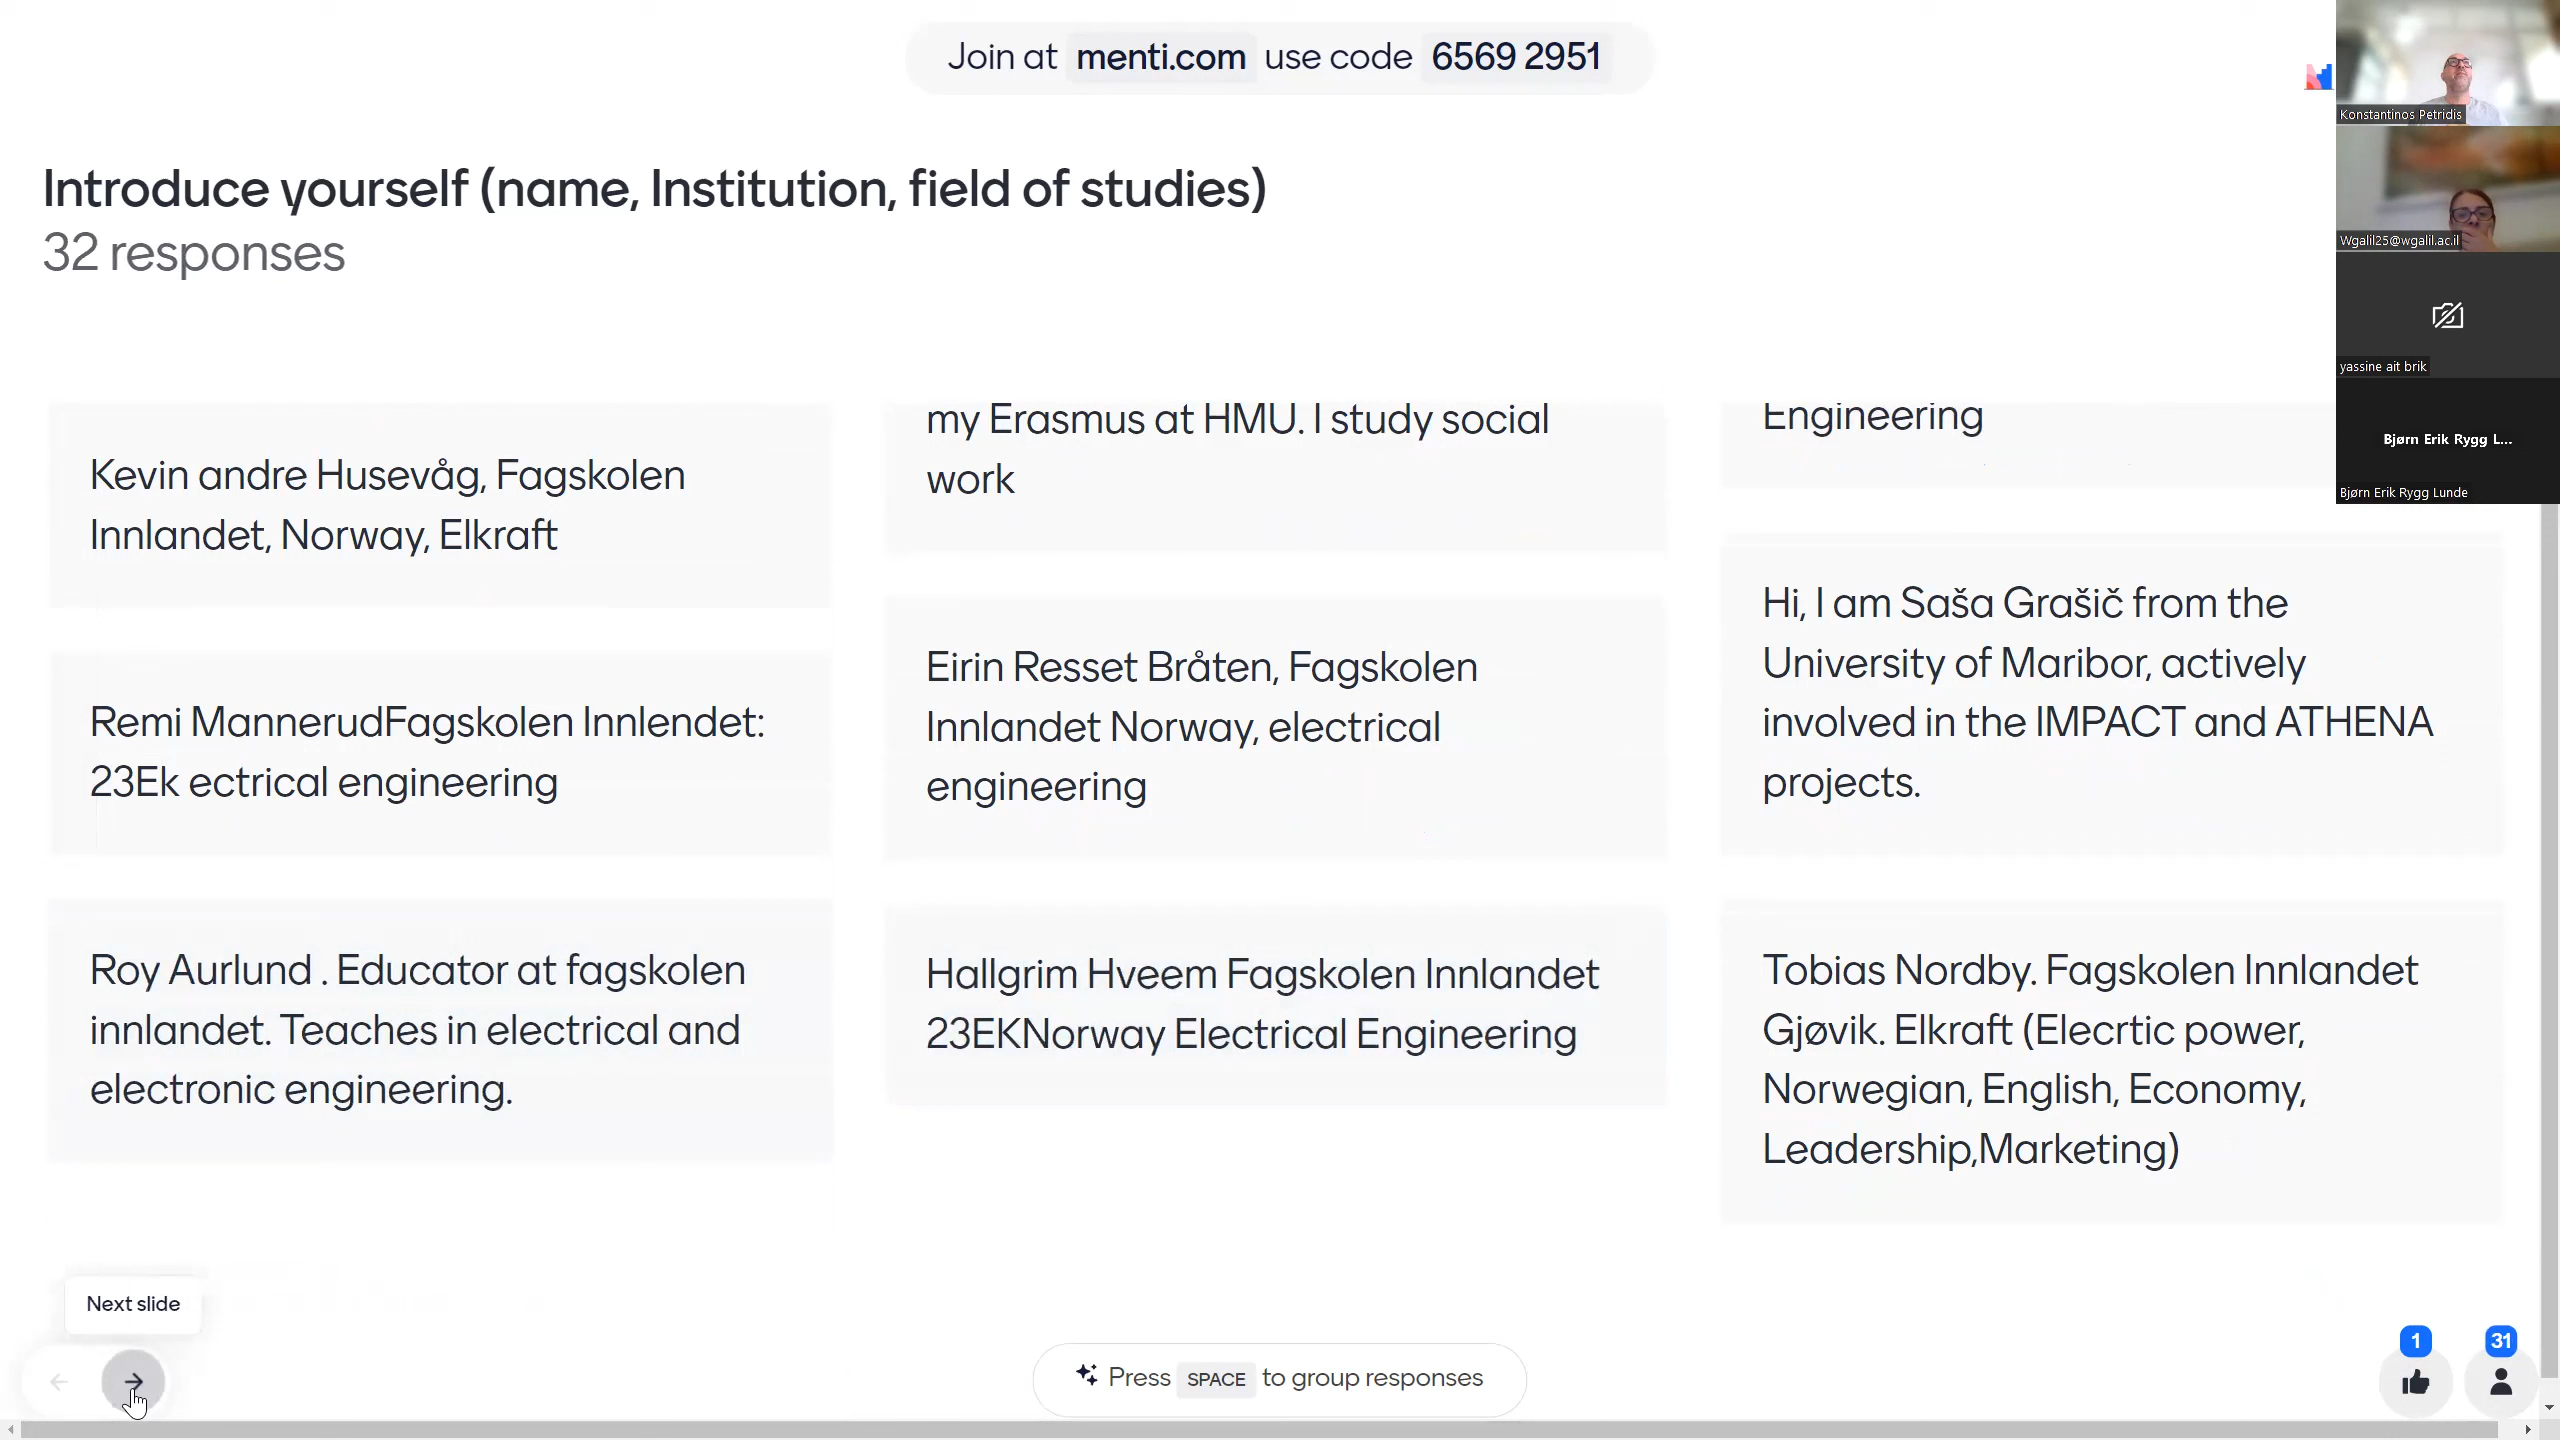 Join at menti.com use code 6569 2951
Introduce yourself (name, Institution, field of studies)
32 responses
Kevin andre Husevåg, Fagskolen
Innlandet, Norway, Elkraft
Remi MannerudFagskolen Innlendet:
23Ek ectrical engineering
Roy Aurlund . Educator at fagskolen
innlandet. Teaches in electrical and
electronic engineering.
my Erasmus at HMU. I study social
work
Eirin Resset Bråten, Fagskolen
Innlandet Norway, electrical
engineering
Hallgrim Hveem Fagskolen Innlandet
23EKNorway Electrical Engineering
Engineering
Hi, I am Saša Grašič from the
University of Maribor, actively
involved in the IMPACT and ATHENA
projects.
Tobias Nordby. Fagskolen Innlandet
Gjøvik. Elkraft (Elecrtic power,
Norwegian, English, Economy,
Leadership,Marketing)
Konstantinos Petridis
Wgalil25@wgalil.ac.il
yassine ait brik
Bjørn Erik Rygg L...
Bjørn Erik Rygg Lunde
Next slide
Press SPACE to group responses
1
31